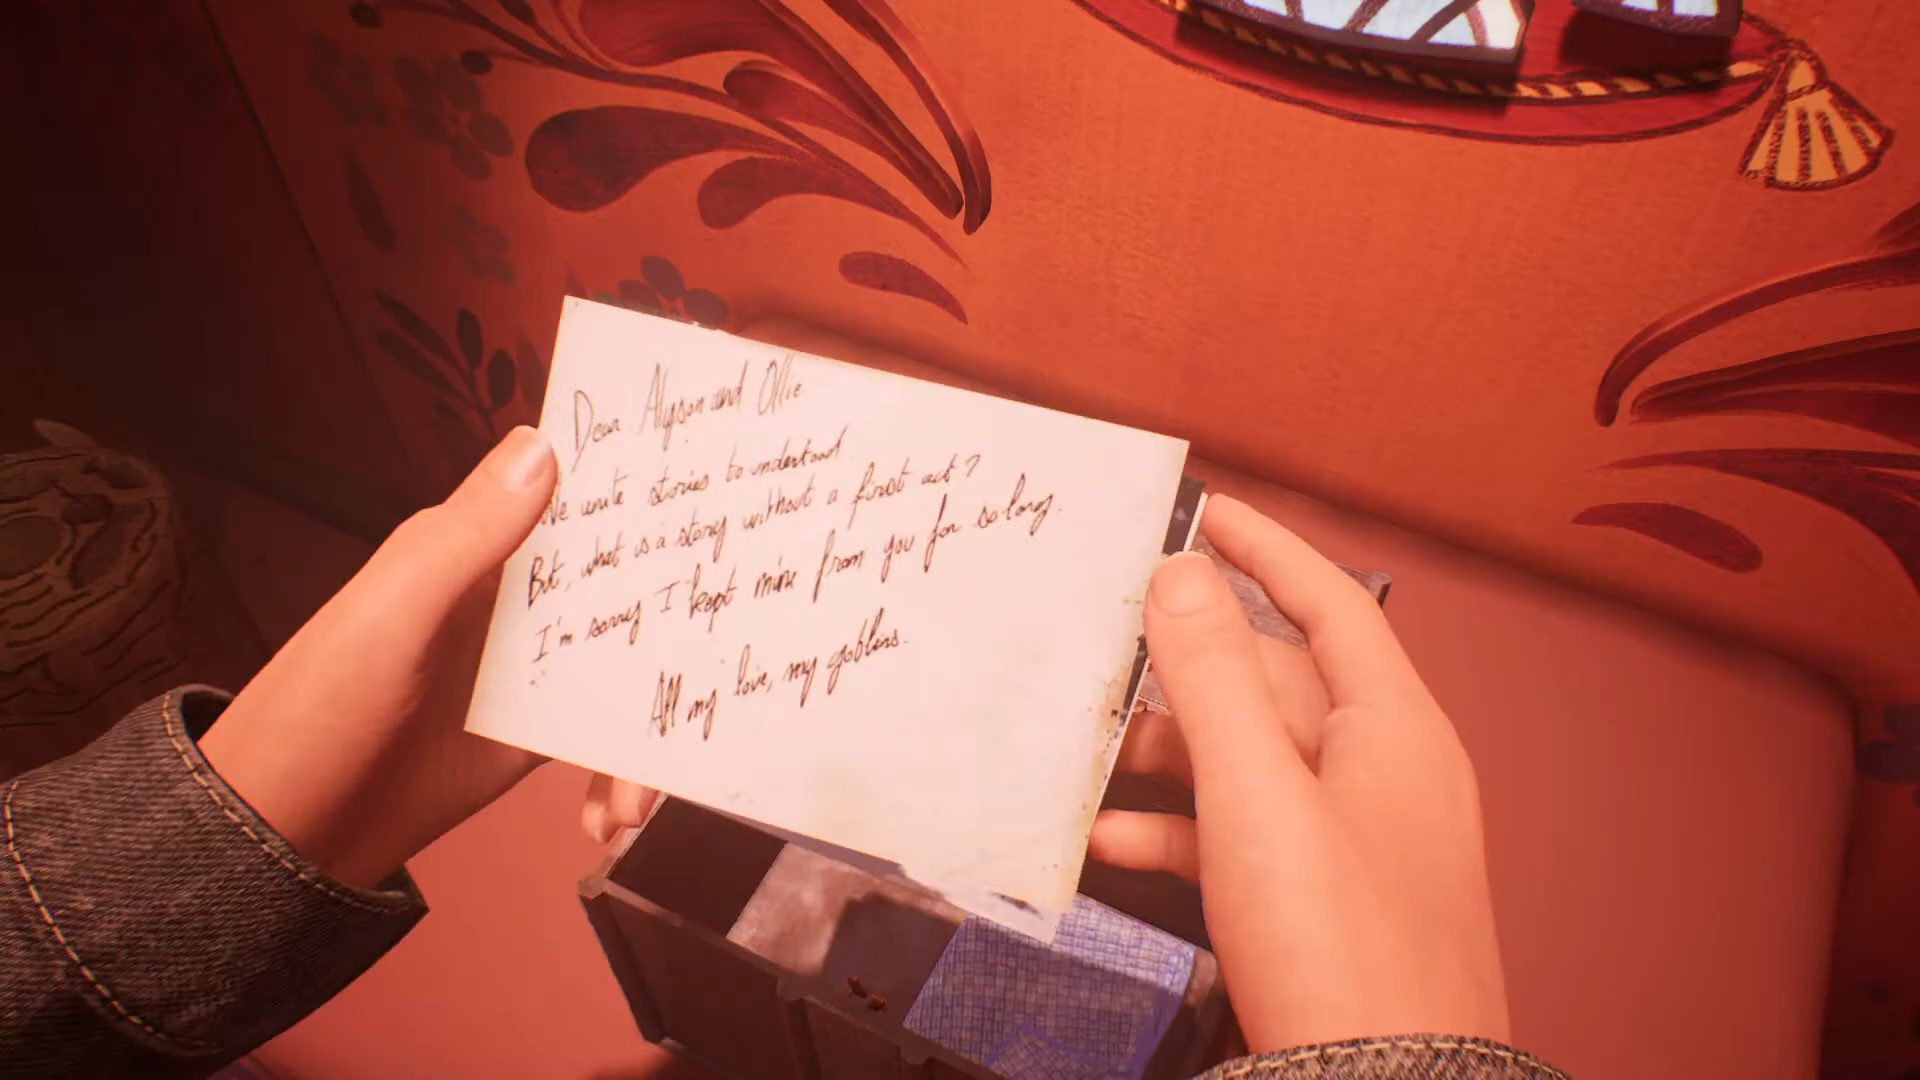 Dear Alyson and Ollie
We write stories to understand.
But, what is a story without a first act?
I'm sorry I kept mine from you for so long.
All my love, my goblins.